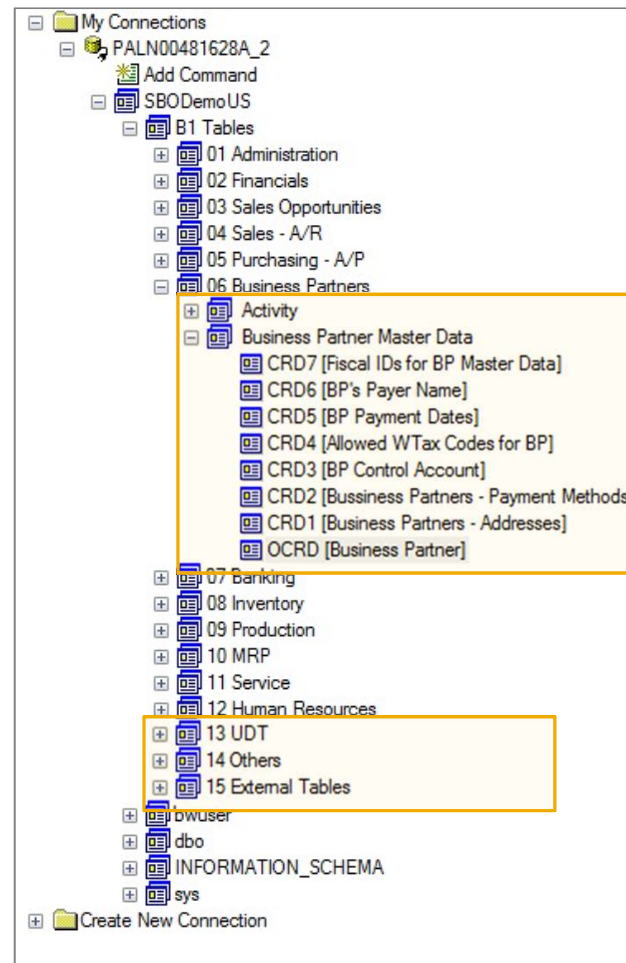 My Connections
PALN00481628A_2
Add Command
SBODemoUS
B1 Tables
01 Administration
02 Financials
03 Sales Opportunities
04 Sales - A/R
05 Purchasing - A/P
06 Business Partners
Activity
Business Partner Master Data
CRD7 [Fiscal IDs for BP Master Data]
CRD6 [BP's Payer Name]
CRD5 [BP Payment Dates]
CRD4 [Allowed WTax Codes for BP]
CRD3 [BP Control Account]
CRD2 [Bussiness Partners - Payment Methods
CRD1 [Business Partners - Addresses]
OCRD [Business Partner]
07 Banking
08 Inventory
09 Production
10 MRP
11 Service
12 Human Resources
13 UDT
14 Others
15 External Tables
bwuser
dbo
INFORMATION_SCHEMA
sys
Create New Connection